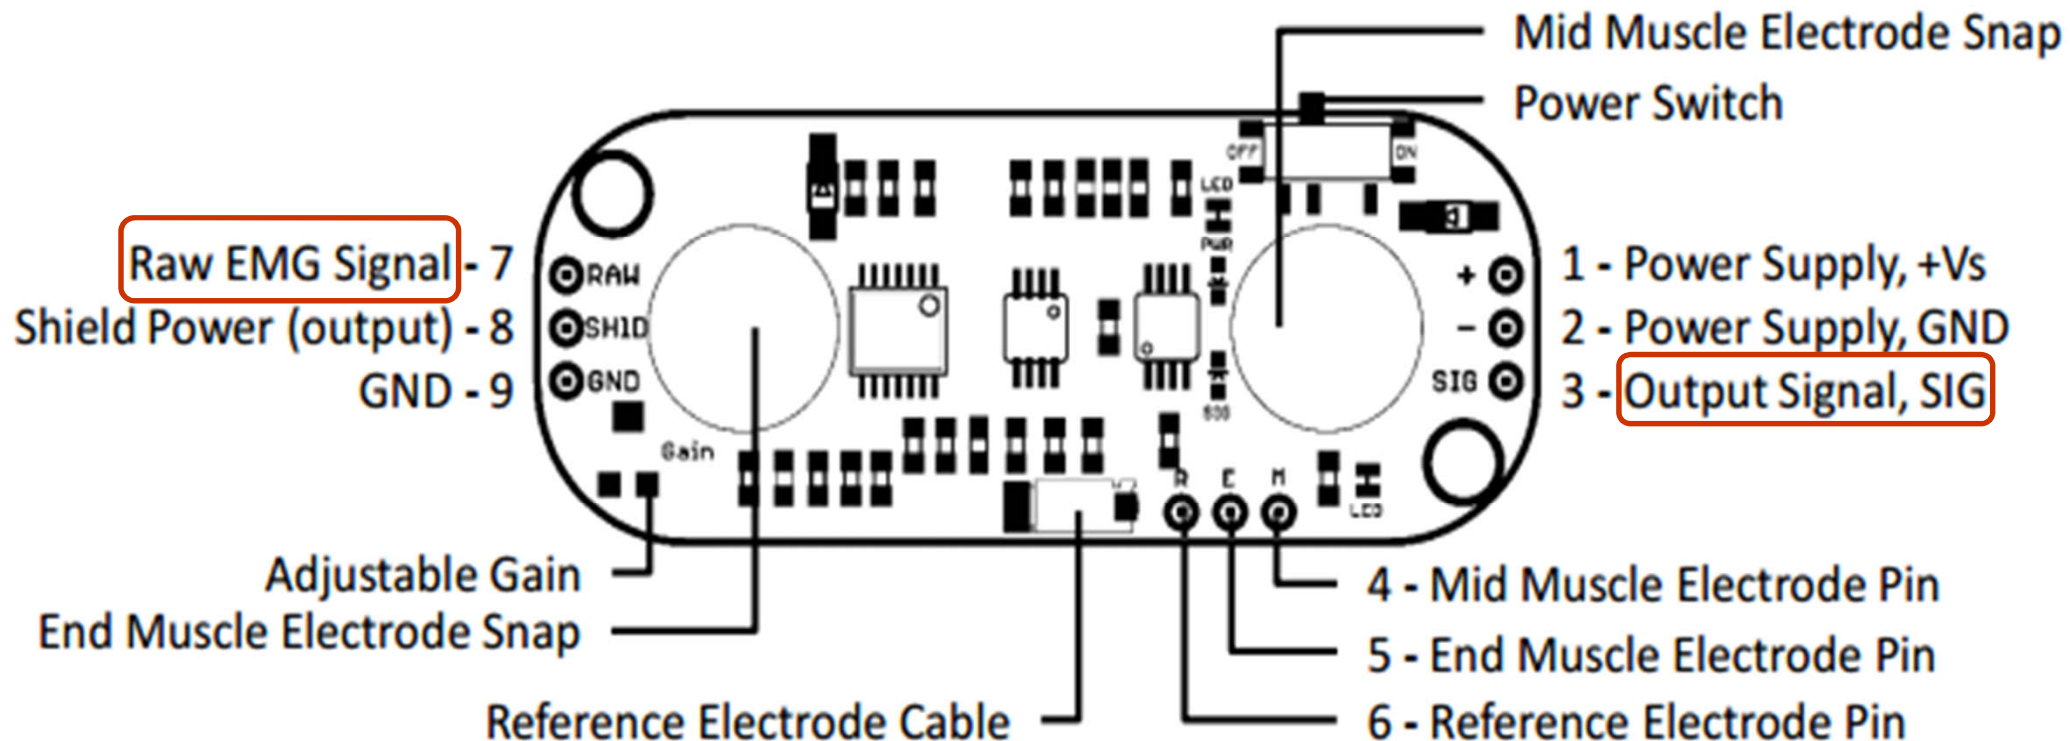 Mid Muscle Electrode Snap
Power Switch
OFF
ON
LED
PWR
Raw EMG Signal - 7
RAW
+
1 - Power Supply, +Vs
Shield Power (output) - 8
SHID
-
2 - Power Supply, GND
GND - 9
GND
SIG
3 - Output Signal, SIG
SIG
Gain
R E M
LED
Adjustable Gain
4 - Mid Muscle Electrode Pin
End Muscle Electrode Snap
5 - End Muscle Electrode Pin
Reference Electrode Cable
6 - Reference Electrode Pin